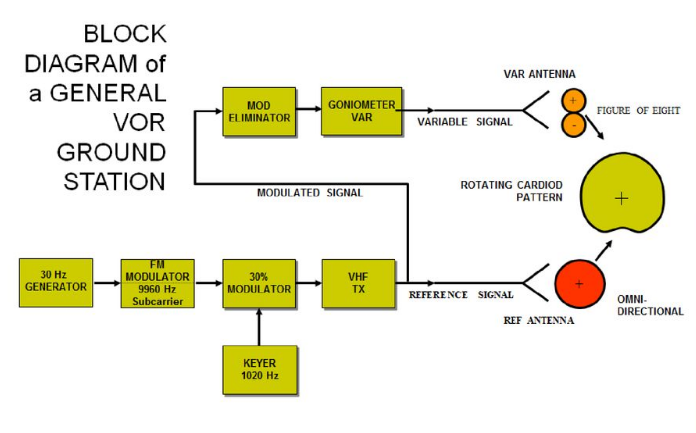 BLOCK
DIAGRAM of
a GENERAL
VOR
GROUND
STATION
VAR ANTENNA
MOD
ELIMINATOR
GONIOMETER
VAR
VARIABLE SIGNAL
+
-
FIGURE OF EIGHT
MODULATED SIGNAL
ROTATING CARDIOD
PATTERN
+
30 Hz
GENERATOR
FM
MODULATOR
9960 Hz
Subcarrier
30%
MODULATOR
VHF
TX
REFERENCE SIGNAL
+
OMNI-
DIRECTIONAL
REF ANTENNA
KEYER
1020 Hz